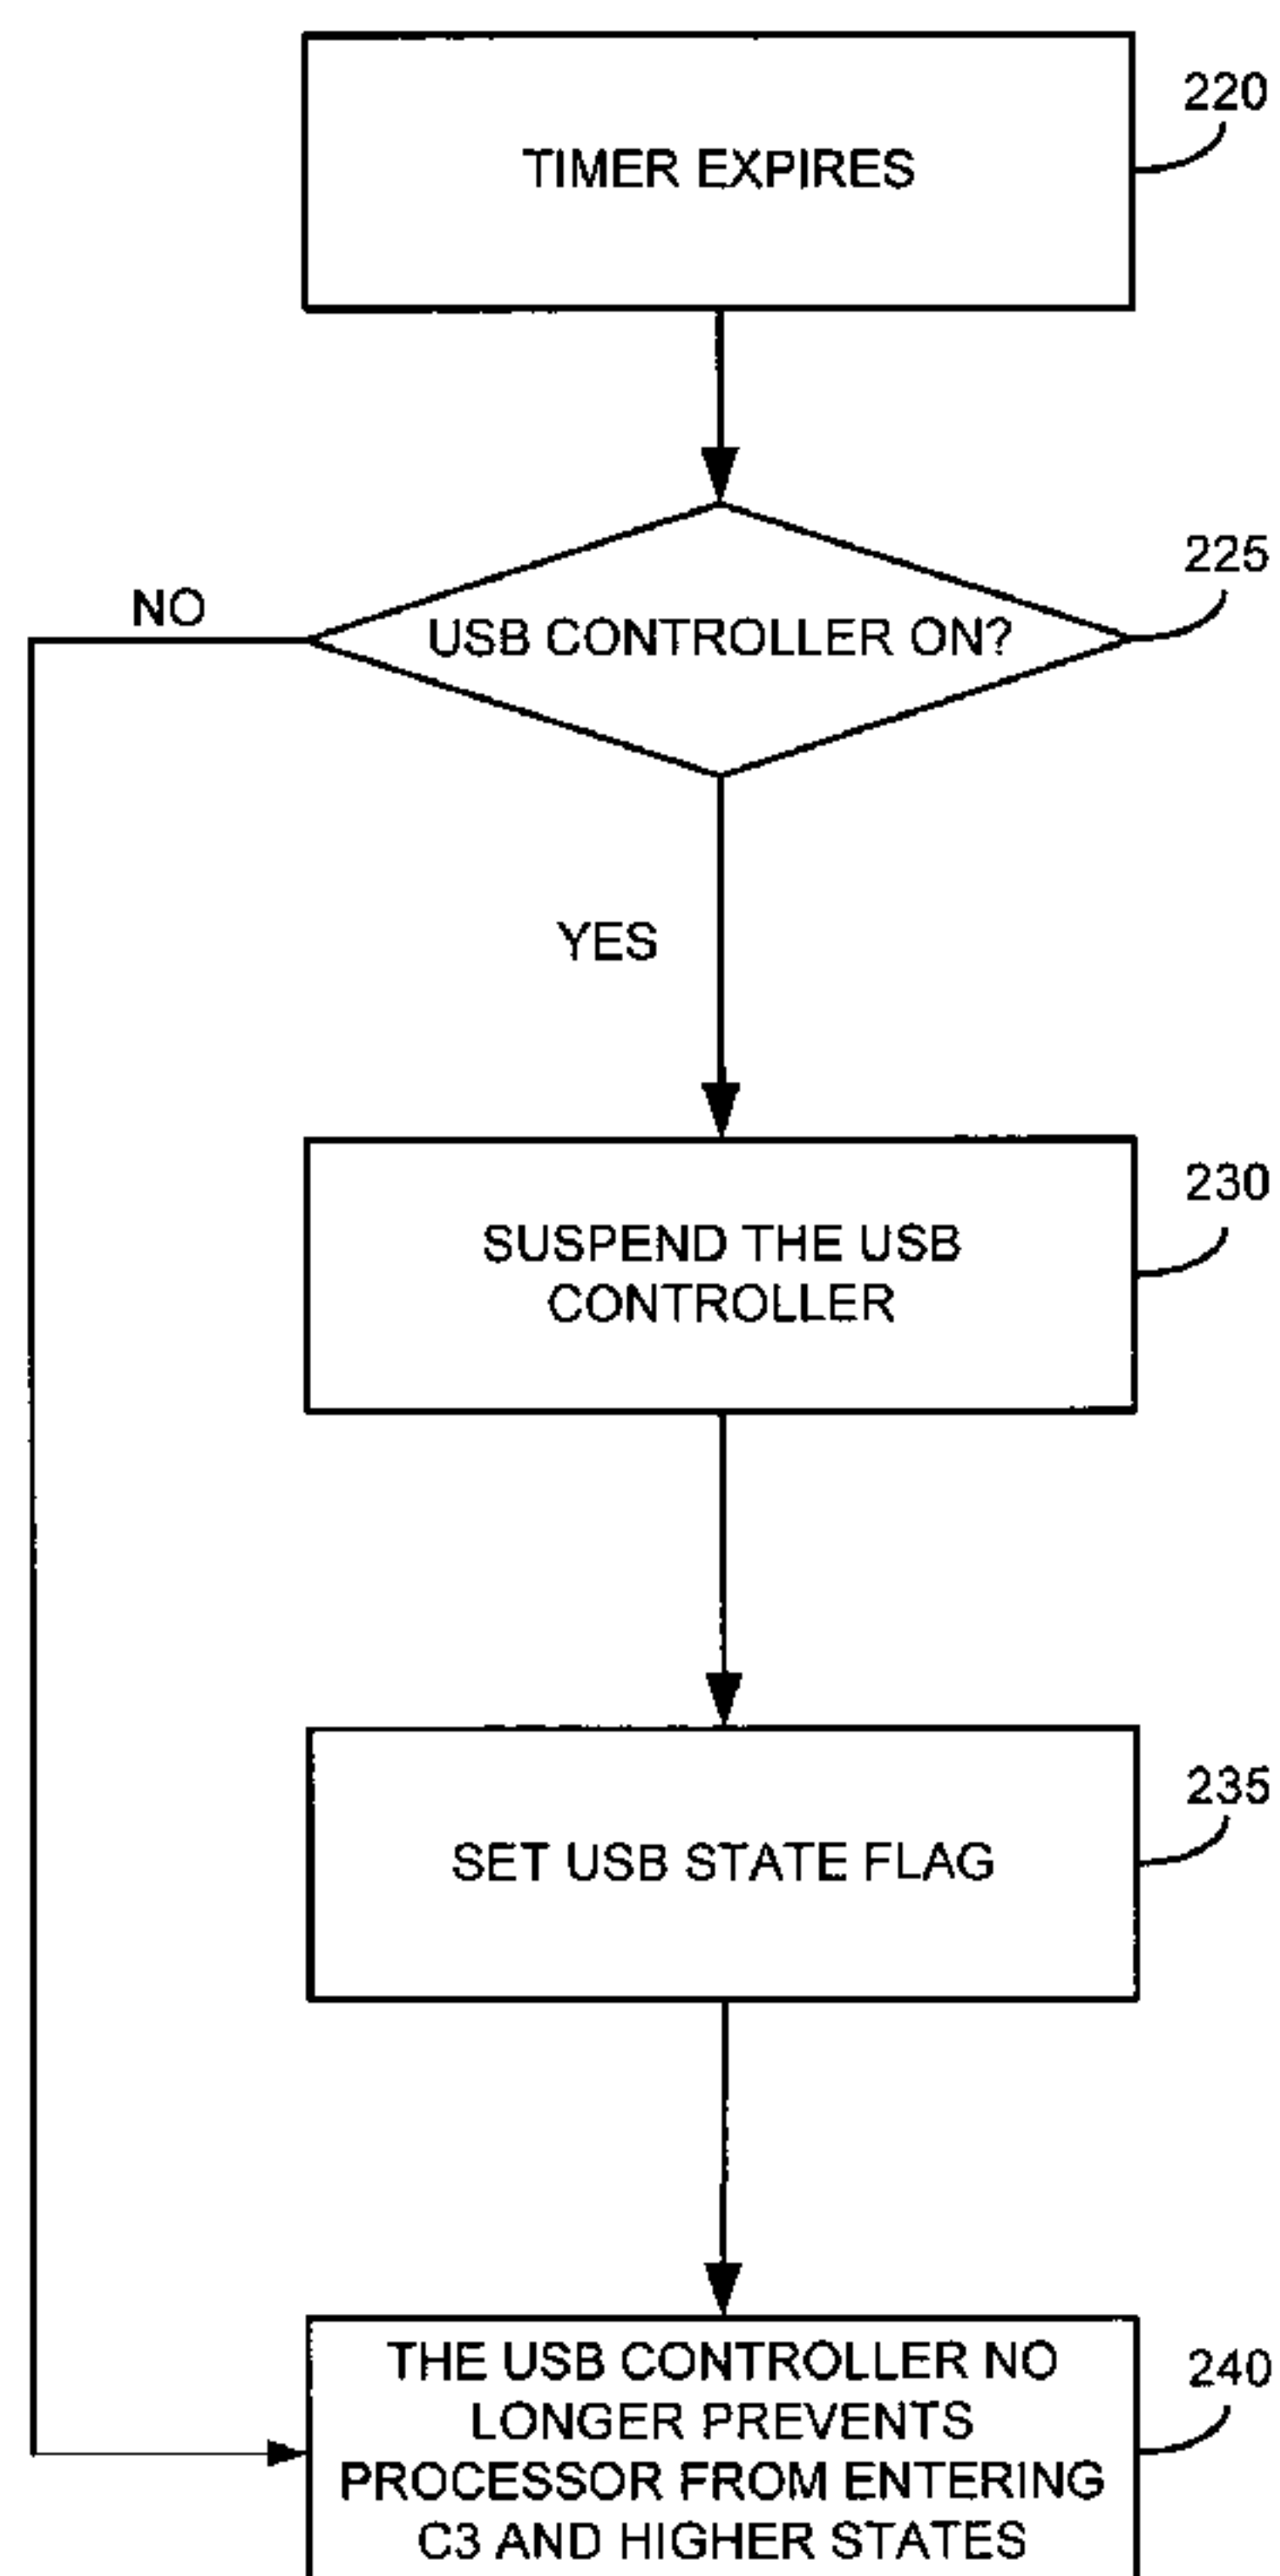 TIMER EXPIRES
220
USB CONTROLLER ON?
225
NO
YES
SUSPEND THE USB
CONTROLLER
230
SET USB STATE FLAG
235
THE USB CONTROLLER NO
LONGER PREVENTS
PROCESSOR FROM ENTERING
C3 AND HIGHER STATES
240